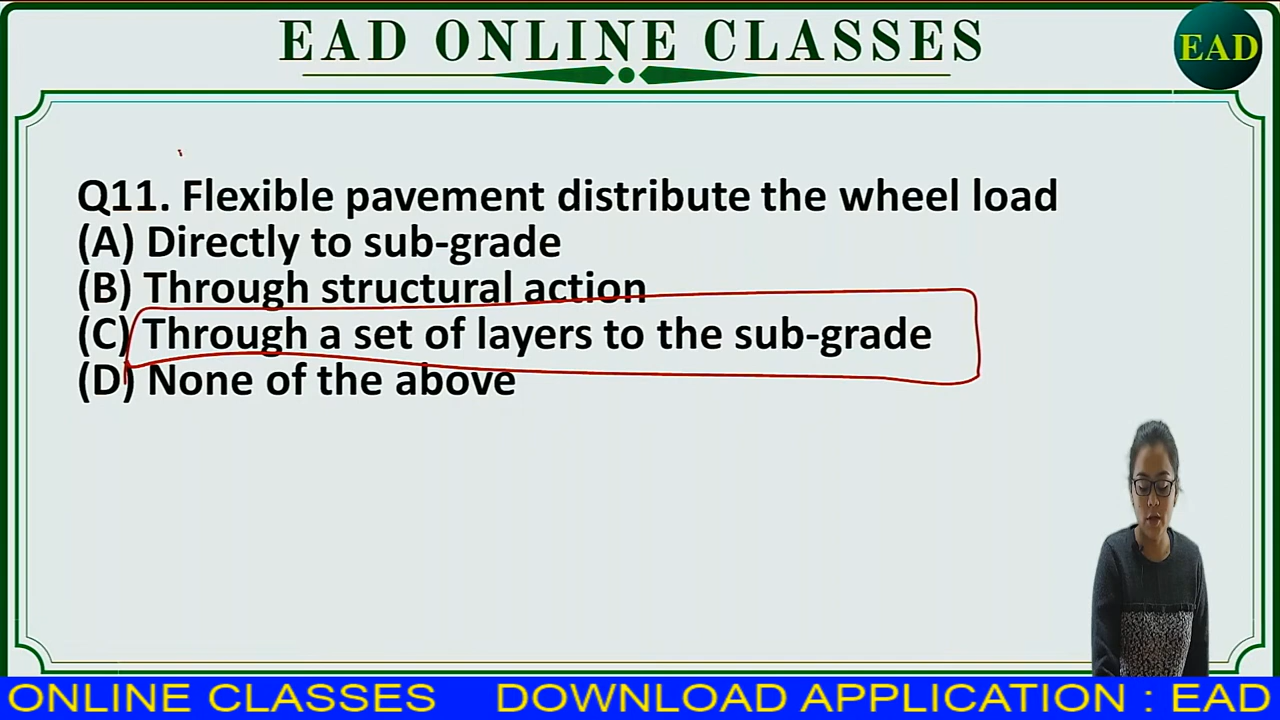 EAD ONLINE CLASSES
EAD
Q11. Flexible pavement distribute the wheel load
(A) Directly to sub-grade
(B) Through structural action
(C) Through a set of layers to the sub-grade
(D) None of the above
ONLINE CLASSES DOWNLOAD APPLICATION : EAD